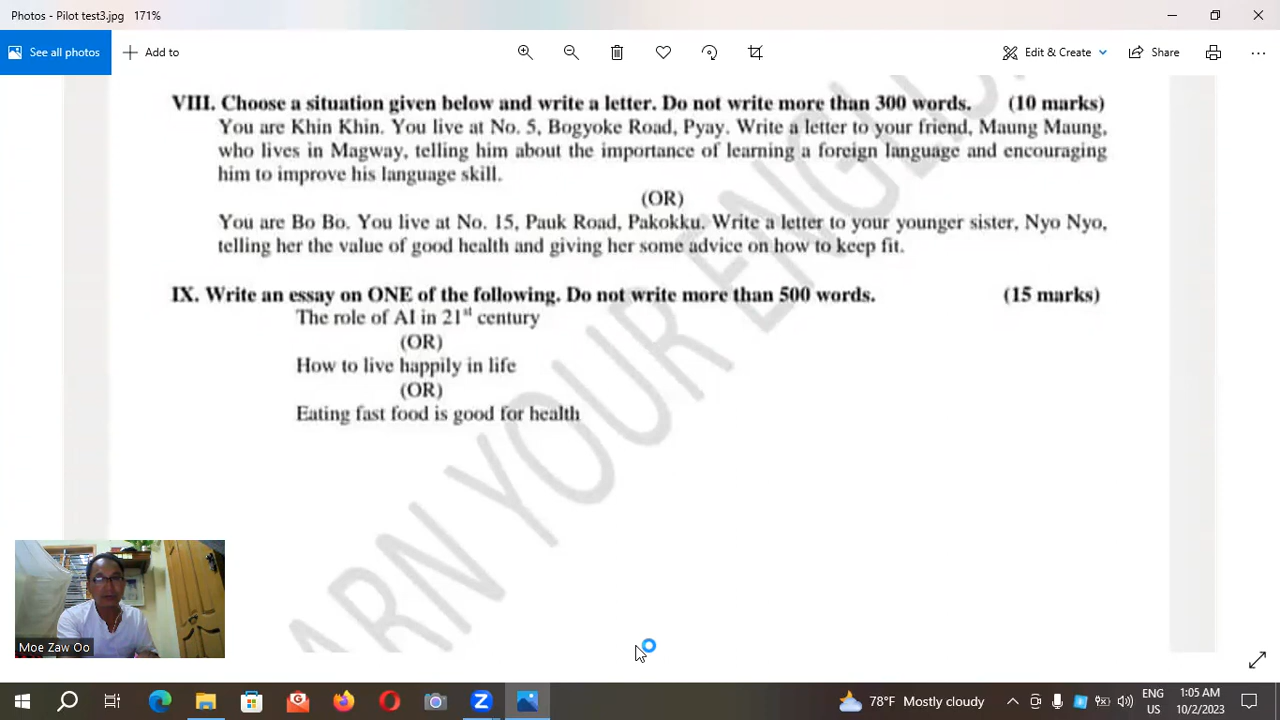 Photos - Pilot test3.jpg   171%
See all photos
Add to
Edit & Create
Share
VIII. Choose a situation given below and write a letter. Do not write more than 300 words. (10 marks)
You are Khin Khin. You live at No. 5, Bogyoke Road, Pyay. Write a letter to your friend, Maung Maung,
who lives in Magway, telling him about the importance of learning a foreign language and encouraging
him to improve his language skill.
(OR)
You are Bo Bo. You live at No. 15, Pauk Road, Pakokku. Write a letter to your younger sister, Nyo Nyo,
telling her the value of good health and giving her some advice on how to keep fit.
IX. Write an essay on ONE of the following. Do not write more than 500 words. (15 marks)
The role of AI in 21st century
(OR)
How to live happily in life
(OR)
Eating fast food is good for health
ARN YOUR ENGLIS
Moe Zaw Oo
78°F Mostly cloudy
ENG
US
1:05 AM
10/2/2023